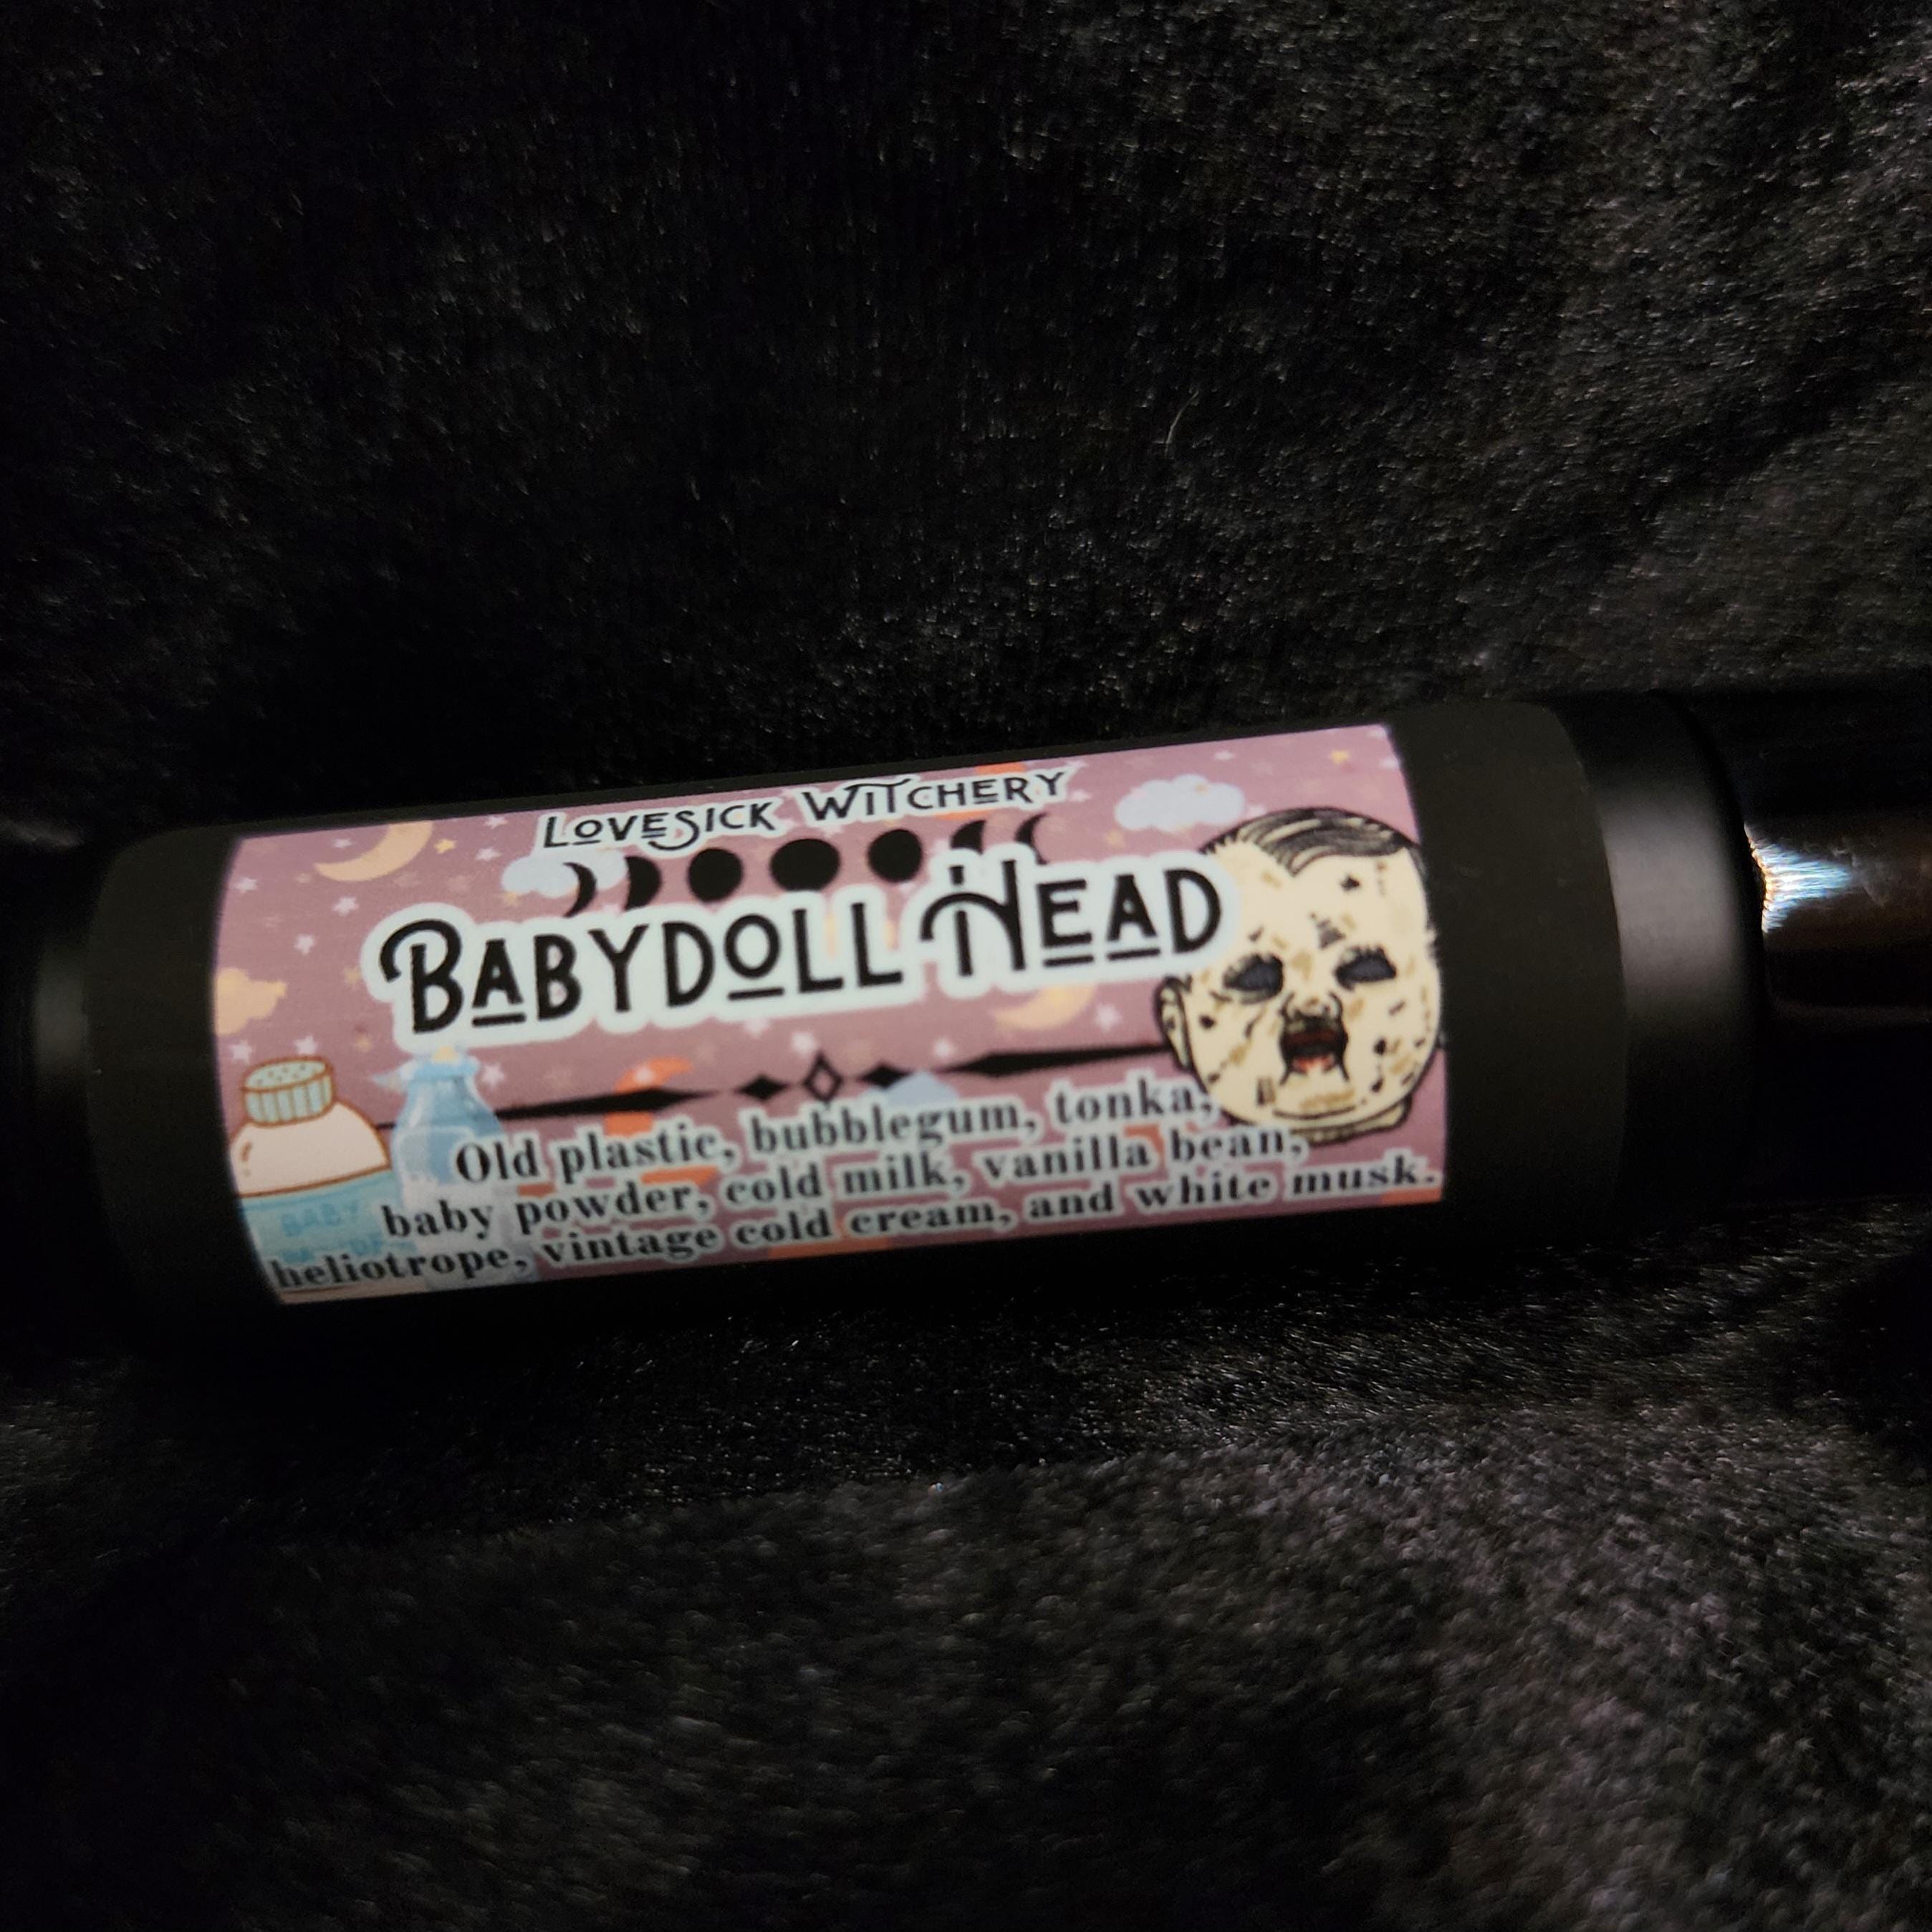 LOVESICK WITCHERY
BABYDOLL HEAD
Old plastic, bubblegum, tonka,
baby powder, cold milk, vanilla bean,
heliotrope, vintage cold cream, and white musk.
BABY